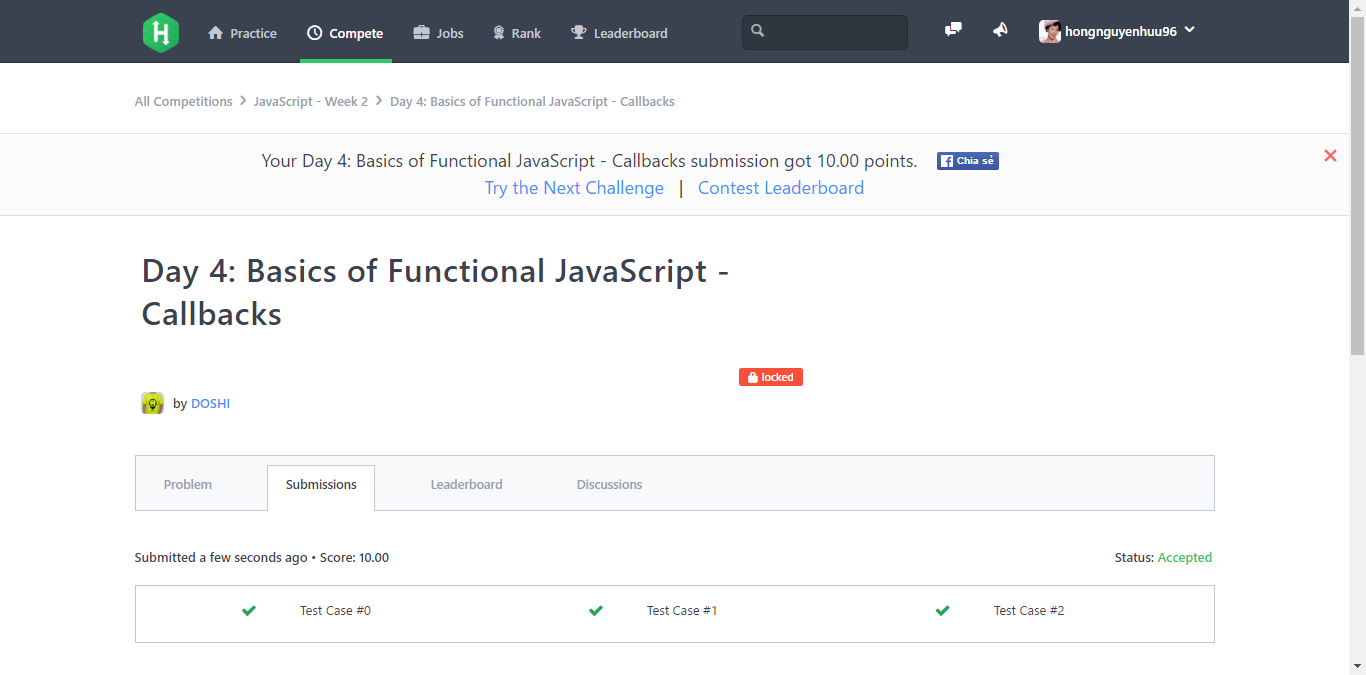 H Practice Compete Jobs Rank Leaderboard hongnguyenhuu96
All Competitions JavaScript - Week 2 Day 4: Basics of Functional JavaScript - Callbacks
Your Day 4: Basics of Functional JavaScript - Callbacks submission got 10.00 points. Chia sẻ
Try the Next Challenge | Contest Leaderboard
Day 4: Basics of Functional JavaScript -
Callbacks
locked
by DOSHI
Problem Submissions Leaderboard Discussions
Submitted a few seconds ago • Score: 10.00 Status: Accepted
Test Case #0 Test Case #1 Test Case #2